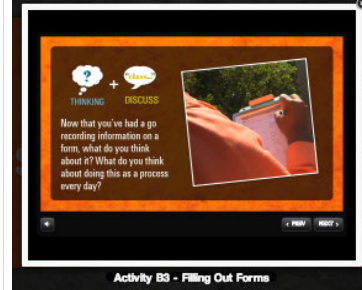 ?
+
THINKING
DISCUSS
Now that you've had a go
recording information on a
form, what do you think
about it? What do you think
about doing this as a process
every day?
‹ PREV
NEXT ›
Activity B3 - Filling Out Forms